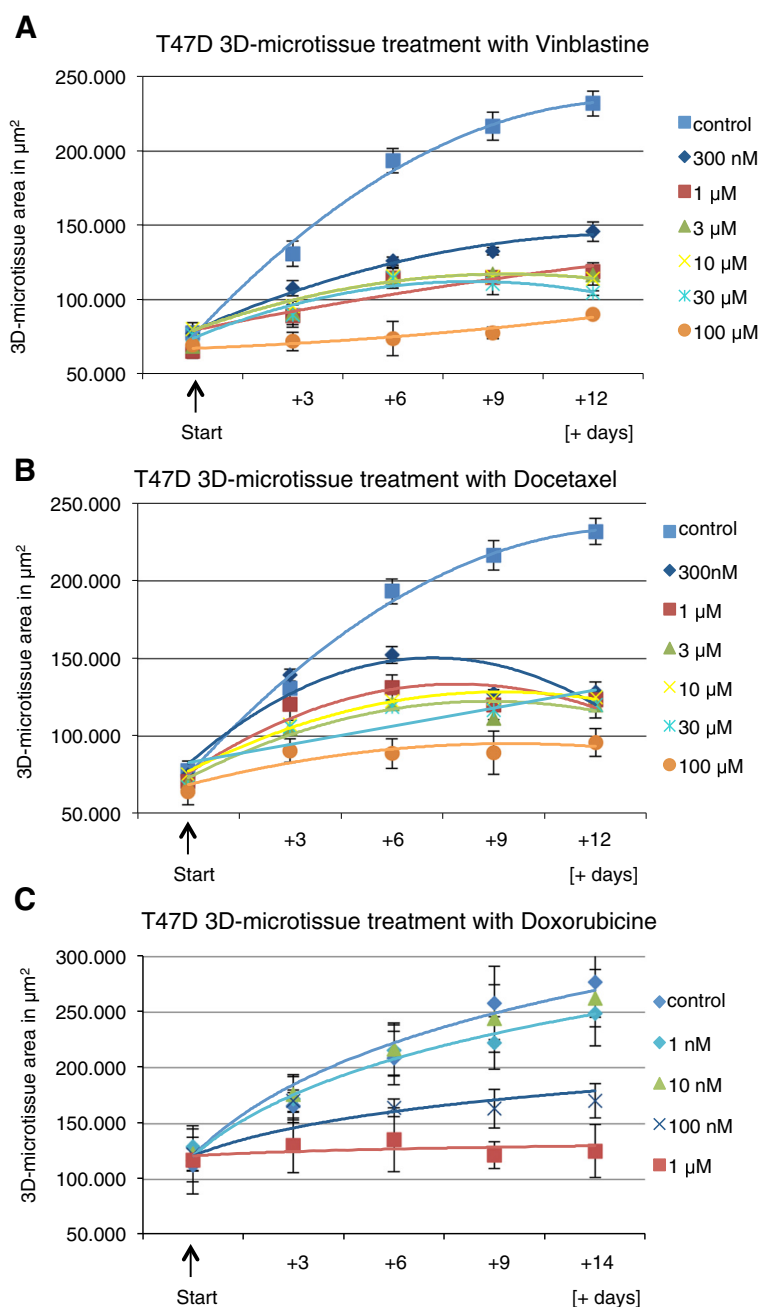 A
T47D 3D-microtissue treatment with Vinblastine
3D-microtissue area in µm²
250.000
200.000
150.000
100.000
50.000
+3
+6
+9
+12
Start
[+ days]
control
300 nM
1 µM
3 µM
10 µM
30 µM
100 µM
B
T47D 3D-microtissue treatment with Docetaxel
3D-microtissue area in µm²
250.000
200.000
150.000
100.000
50.000
+3
+6
+9
+12
Start
[+ days]
control
300nM
1 µM
3 µM
10 µM
30 µM
100 µM
C
T47D 3D-microtissue treatment with Doxorubicine
3D-microtissue area in µm²
300.000
250.000
200.000
150.000
100.000
50.000
+3
+6
+9
+14
Start
[+ days]
control
1 nM
10 nM
100 nM
1 µM